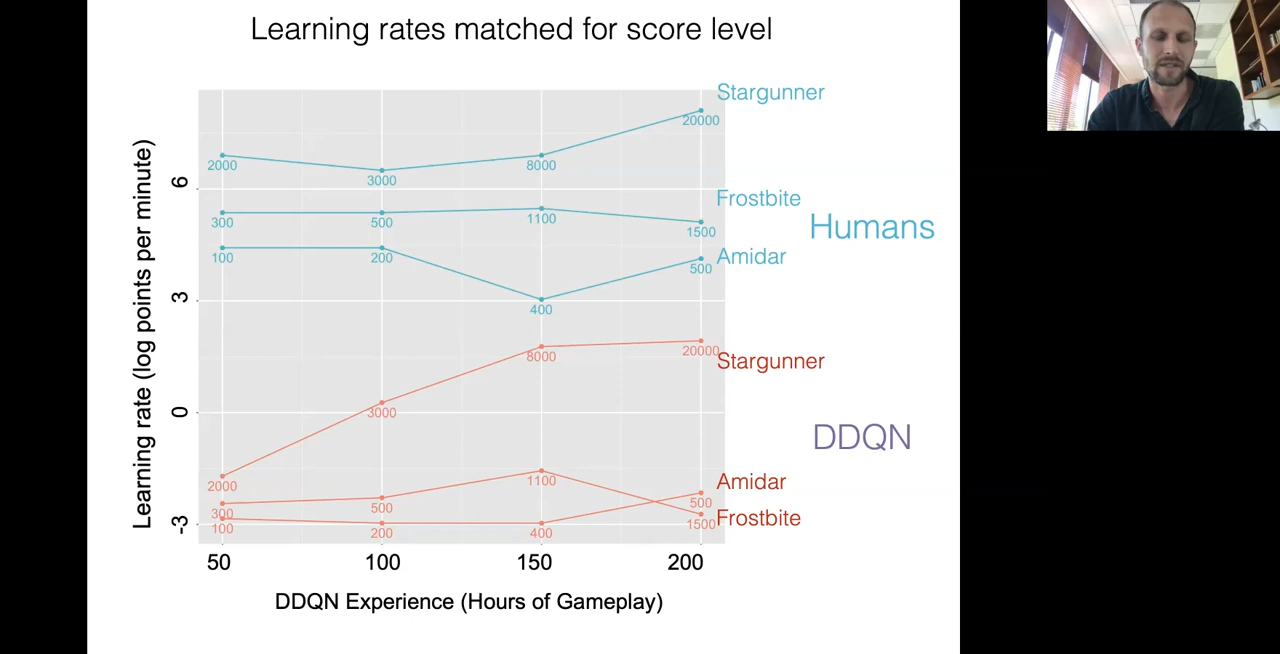 Learning rates matched for score level
Learning rate (log points per minute)
6
3
0
-3
50
100
150
200
DDQN Experience (Hours of Gameplay)
2000
3000
8000
20000
Stargunner
300
500
1100
1500
Frostbite
100
200
400
500
Amidar
Humans
2000
3000
8000
20000
Stargunner
DDQN
300
500
1100
1500
Frostbite
100
200
400
500
Amidar